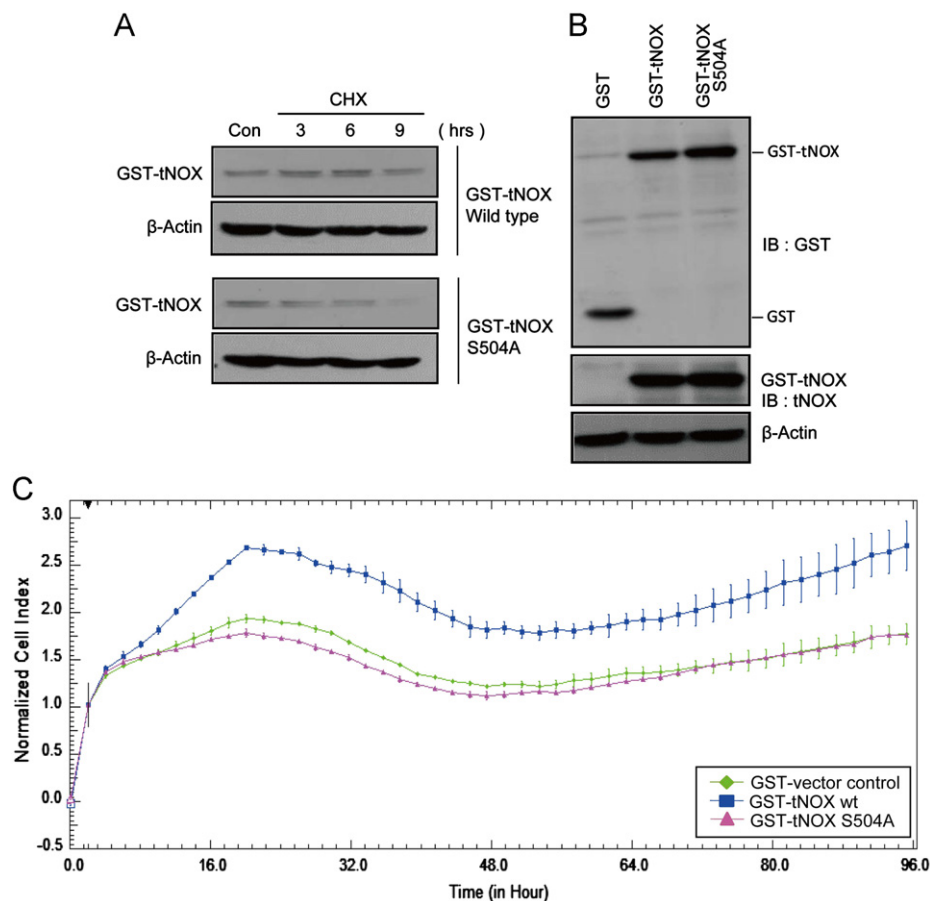 A
CHX
Con 3 6 9 ( hrs )
GST-tNOX
β-Actin
GST-tNOX
Wild type
GST-tNOX
β-Actin
GST-tNOX
S504A
B
GST
GST-tNOX
GST-tNOX
S504A
GST-tNOX
IB : GST
GST
GST-tNOX
IB : tNOX
β-Actin
C
Normalized Cell Index
3.0
2.5
2.0
1.5
1.0
0.5
0.0
-0.5
0.0 16.0 32.0 48.0 64.0 80.0 96.0
Time (in Hour)
GST-vector control
GST-tNOX wt
GST-tNOX S504A